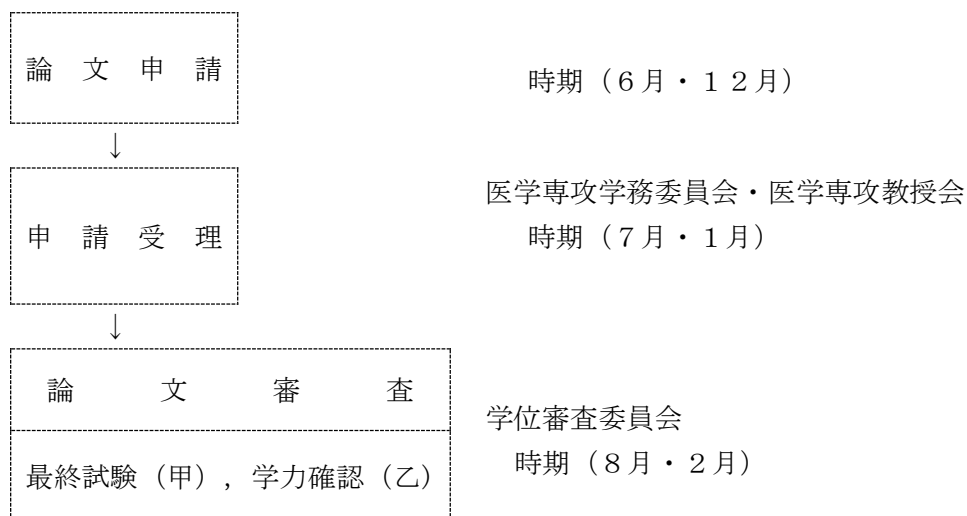 論文申請
時期（６月・１２月）
↓
医学専攻学務委員会・医学専攻教授会
申請受理
時期（７月・１月）
↓
論文審査
学位審査委員会
時期（８月・２月）
最終試験（甲），学力確認（乙）